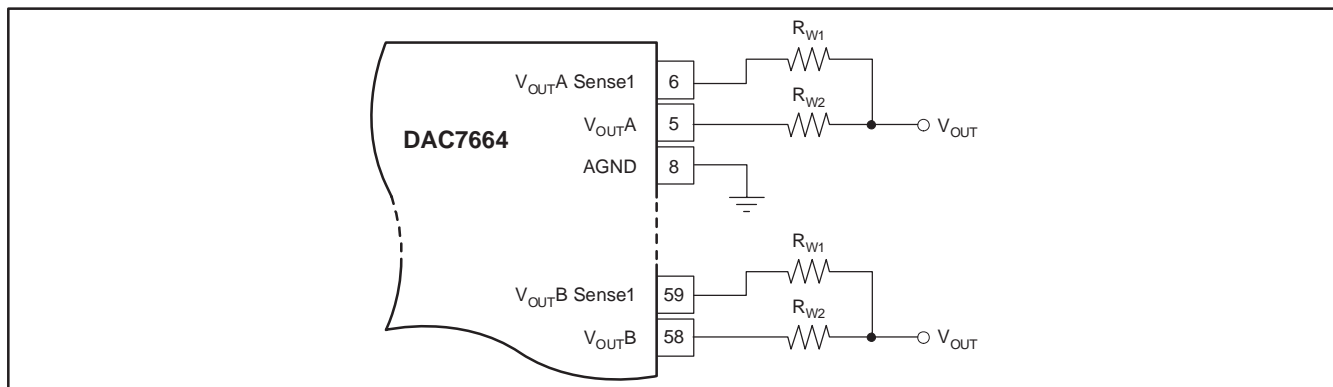 R_W1
V_OUTA Sense1 6
R_W2
V_OUTA 5 V_OUT
DAC7664
AGND 8
R_W1
V_OUTB Sense1 59
R_W2
V_OUTB 58 V_OUT